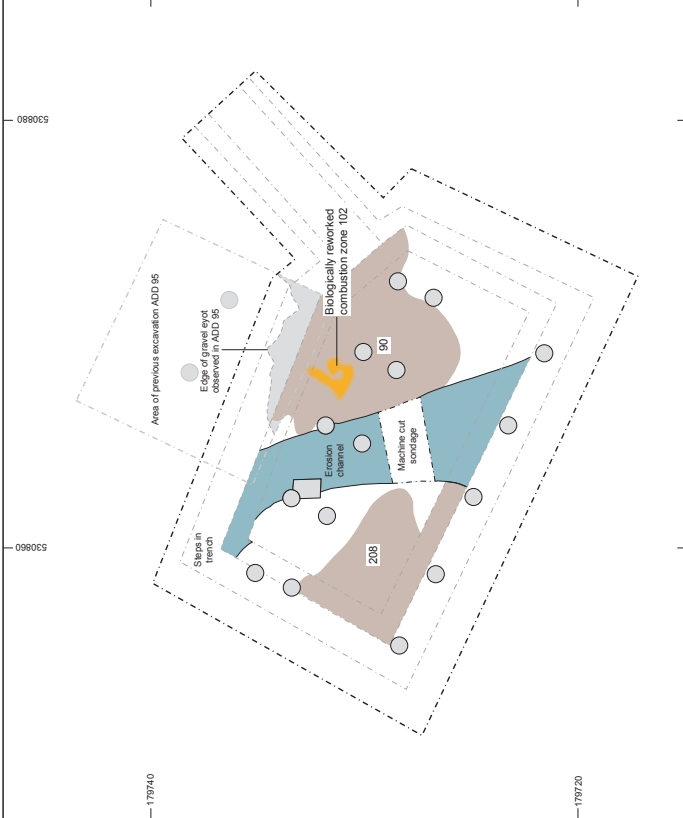 530880
Area of previous excavation ADD 95
Edge of gravel eyot
observed in ADD 95
Biologically reworked
combustion zone 102
90
Erosion
channel
Machine cut
sondage
Steps in
trench
208
530860
179740
179720